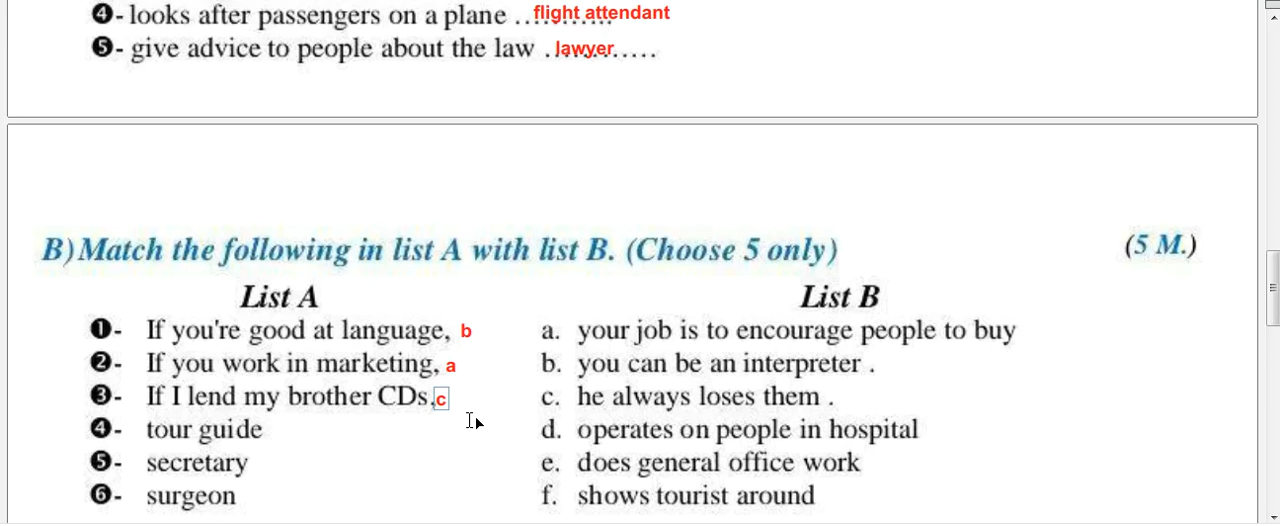 ❹- looks after passengers on a plane .. flight attendant
❺- give advice to people about the law . lawyer.....
B) Match the following in list A with list B. (Choose 5 only) (5 M.)
List A List B
❶- If you're good at language, b a. your job is to encourage people to buy
❷- If you work in marketing, a b. you can be an interpreter .
❸- If I lend my brother CDs, c c. he always loses them .
❹- tour guide d. operates on people in hospital
❺- secretary e. does general office work
❻- surgeon f. shows tourist around